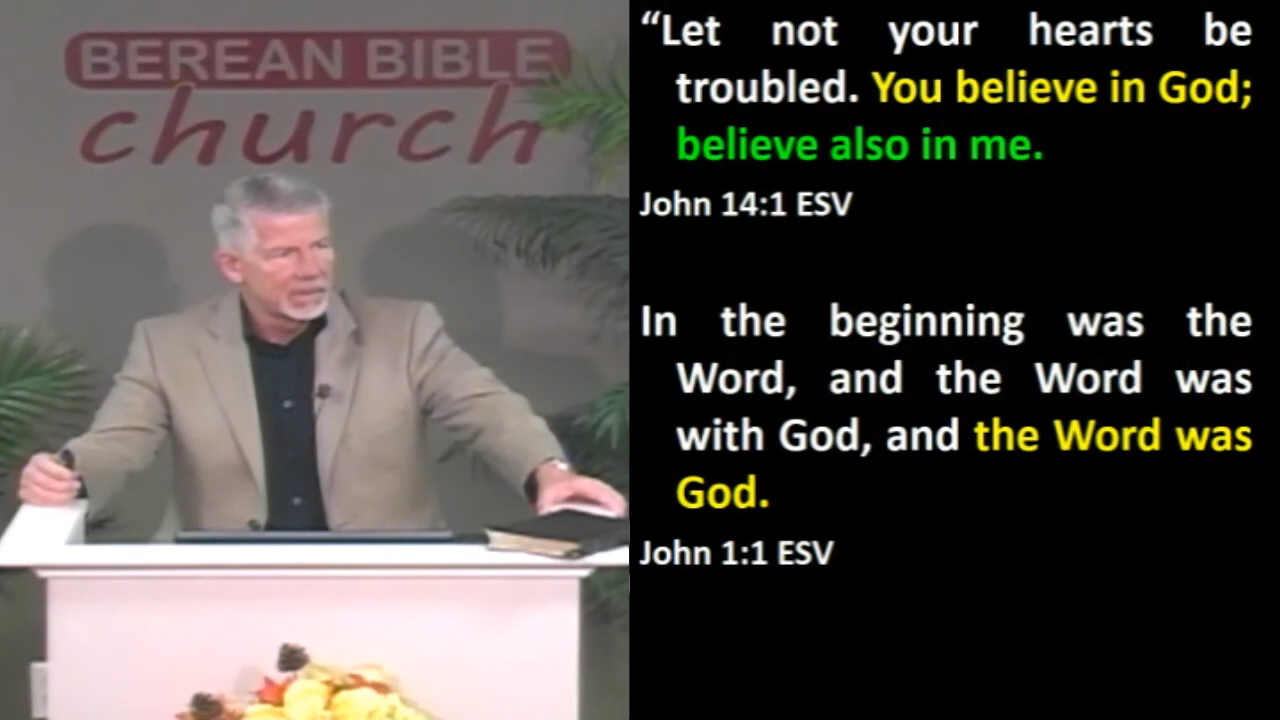 BEREAN BIBLE
church
“Let not your hearts be
troubled. You believe in God;
believe also in me.
John 14:1 ESV
In the beginning was the
Word, and the Word was
with God, and the Word was
God.
John 1:1 ESV